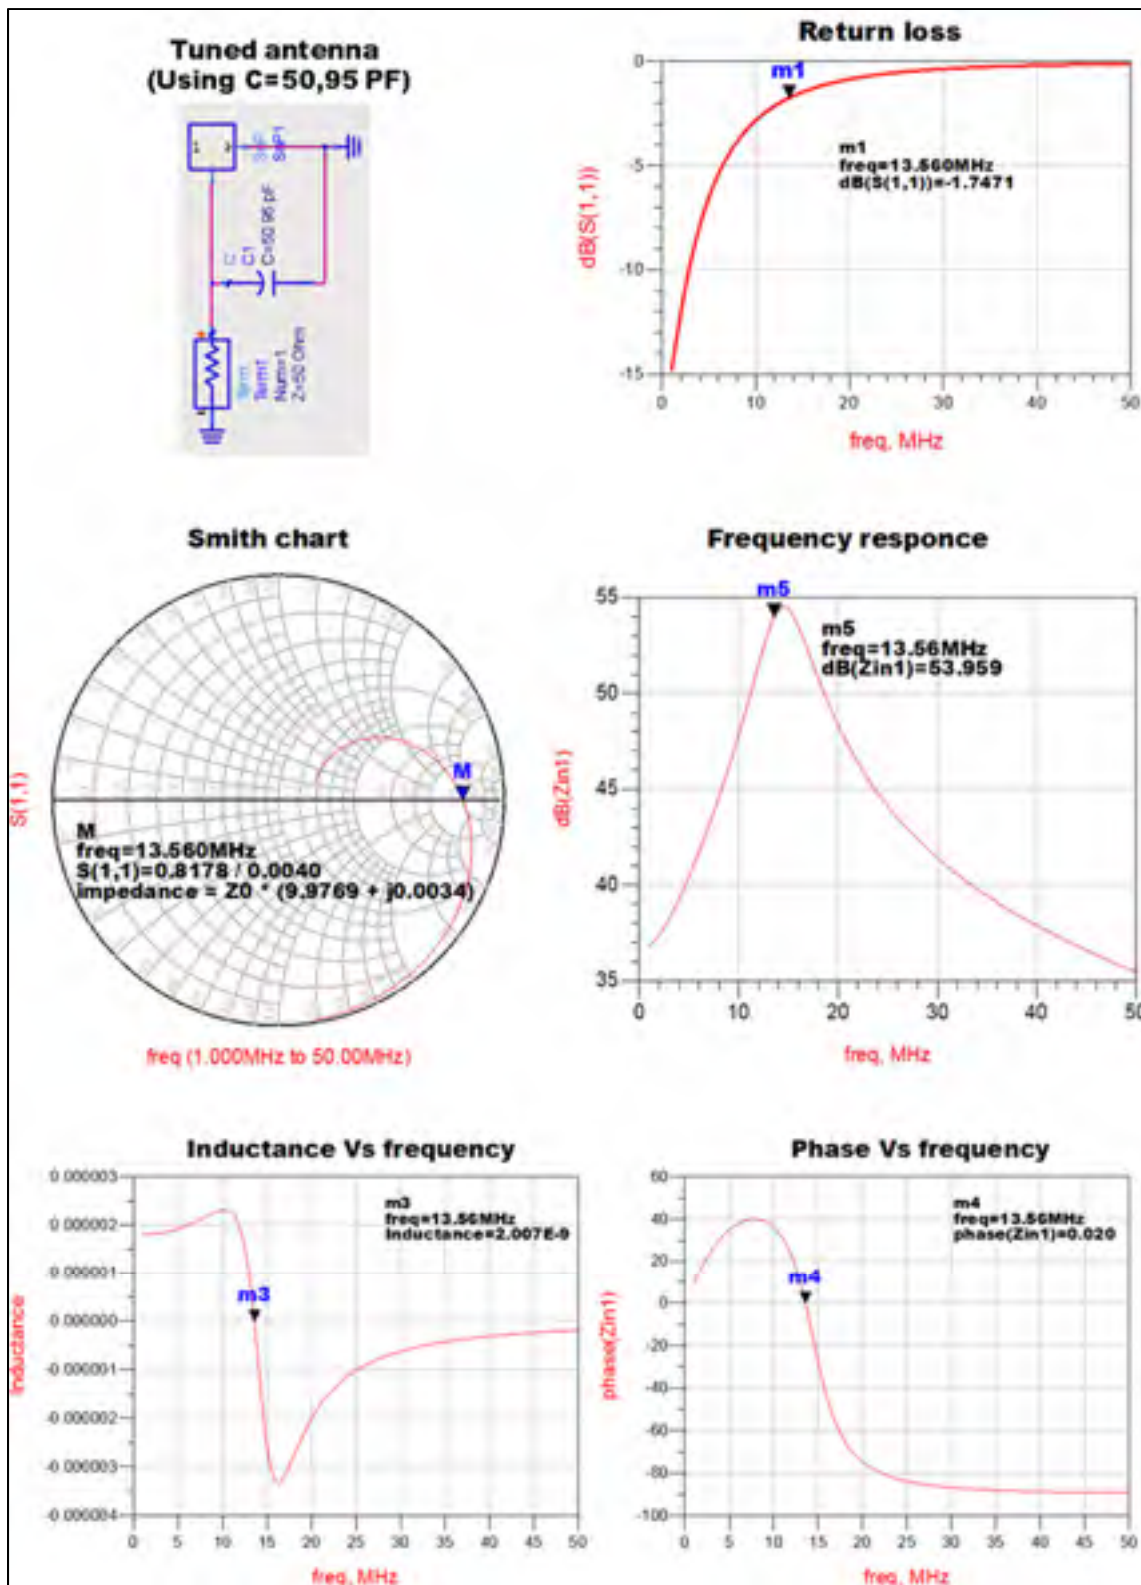 Tuned antenna
(Using C=50,95 PF)
SnP
SnP1
C
C1
C=50.95 pF
Term
Term1
Num=1
Z=50 Ohm
Return loss
m1
m1
freq=13.560MHz
dB(S(1,1))=-1.7471
dB(S(1,1))
0
-5
-10
-15
0 10 20 30 40 50
freq, MHz
Smith chart
M
M
freq=13.560MHz
S(1,1)=0.8178 / 0.0040
impedance = Z0 * (9.9769 + j0.0034)
S(1,1)
freq (1.000MHz to 50.00MHz)
Frequency responce
m5
m5
freq=13.56MHz
dB(Zin1)=53.959
dB(Zin1)
55
50
45
40
35
0 10 20 30 40 50
freq, MHz
Inductance Vs frequency
m3
freq=13.56MHz
Inductance=2.007E-9
m3
Inductance
0.000003
0.000002
0.000001
-0.000000
-0.000001
-0.000002
-0.000003
-0.000004
0 5 10 15 20 25 30 35 40 45 50
freq, MHz
Phase Vs frequency
m4
freq=13.56MHz
phase(Zin1)=0.020
m4
phase(Zin1)
60
40
20
0
-20
-40
-60
-80
-100
0 5 10 15 20 25 30 35 40 45 50
freq, MHz